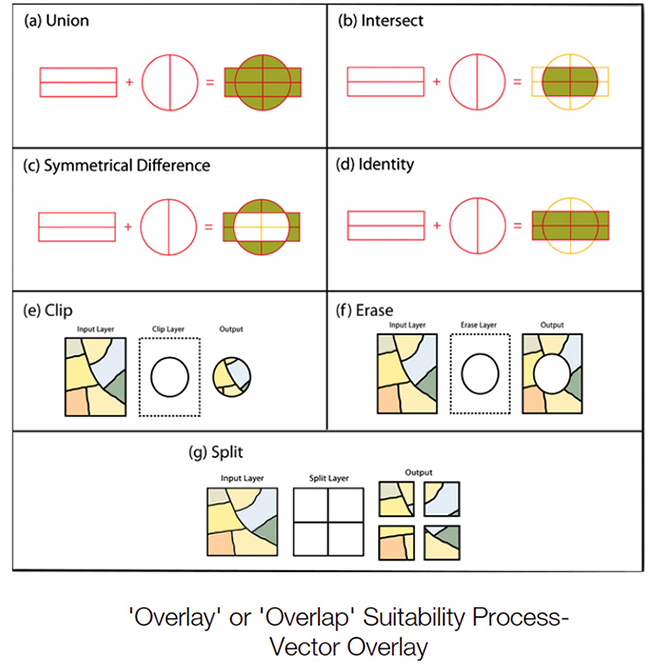 (a) Union
(b) Intersect
+
=
+
=
(c) Symmetrical Difference
(d) Identity
+
=
+
=
(e) Clip
(f) Erase
Input Layer
Clip Layer
Output
Input Layer
Erase Layer
Output
(g) Split
Input Layer
Split Layer
Output
'Overlay' or 'Overlap' Suitability Process-
Vector Overlay